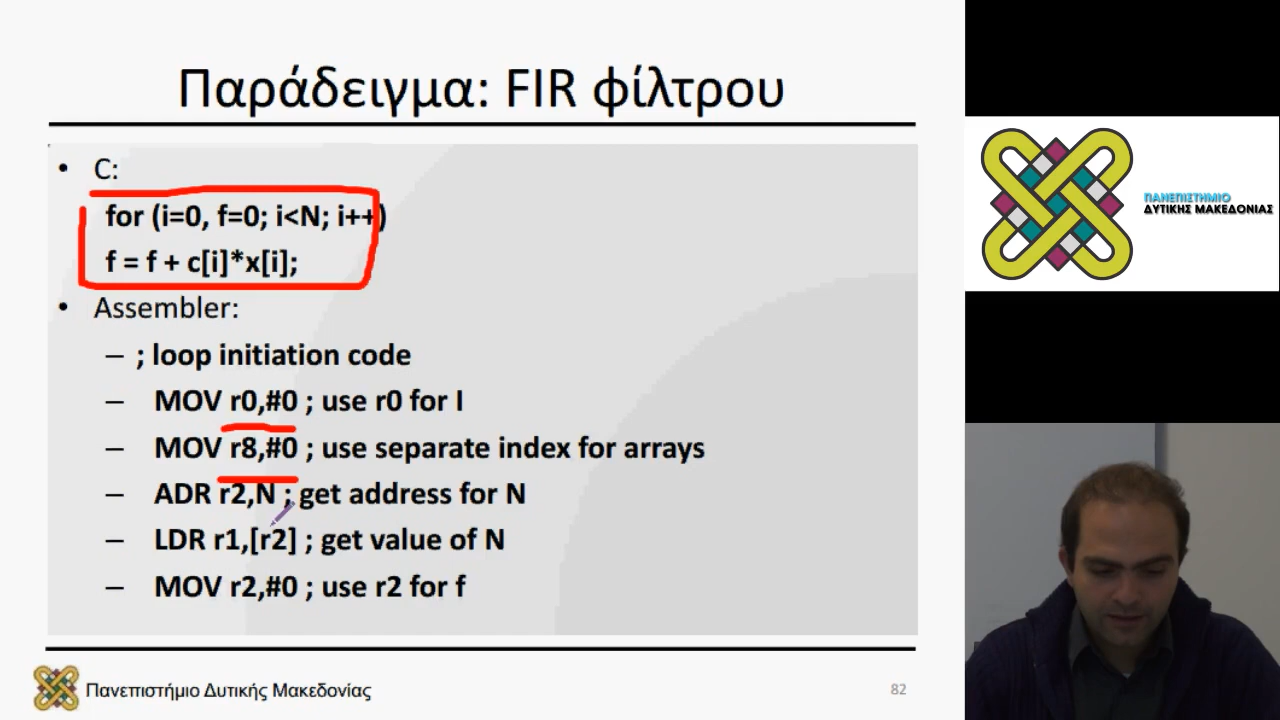 Παράδειγμα: FIR φίλτρου
• C:
for (i=0, f=0; i<N; i++)
f = f + c[i]*x[i];
• Assembler:
– ; loop initiation code
– MOV r0,#0 ; use r0 for I
– MOV r8,#0 ; use separate index for arrays
– ADR r2,N ; get address for N
– LDR r1,[r2] ; get value of N
– MOV r2,#0 ; use r2 for f
Πανεπιστήμιο Δυτικής Μακεδονίας
82
ΠΑΝΕΠΙΣΤΗΜΙΟ
ΔΥΤΙΚΗΣ ΜΑΚΕΔΟΝΙΑΣ